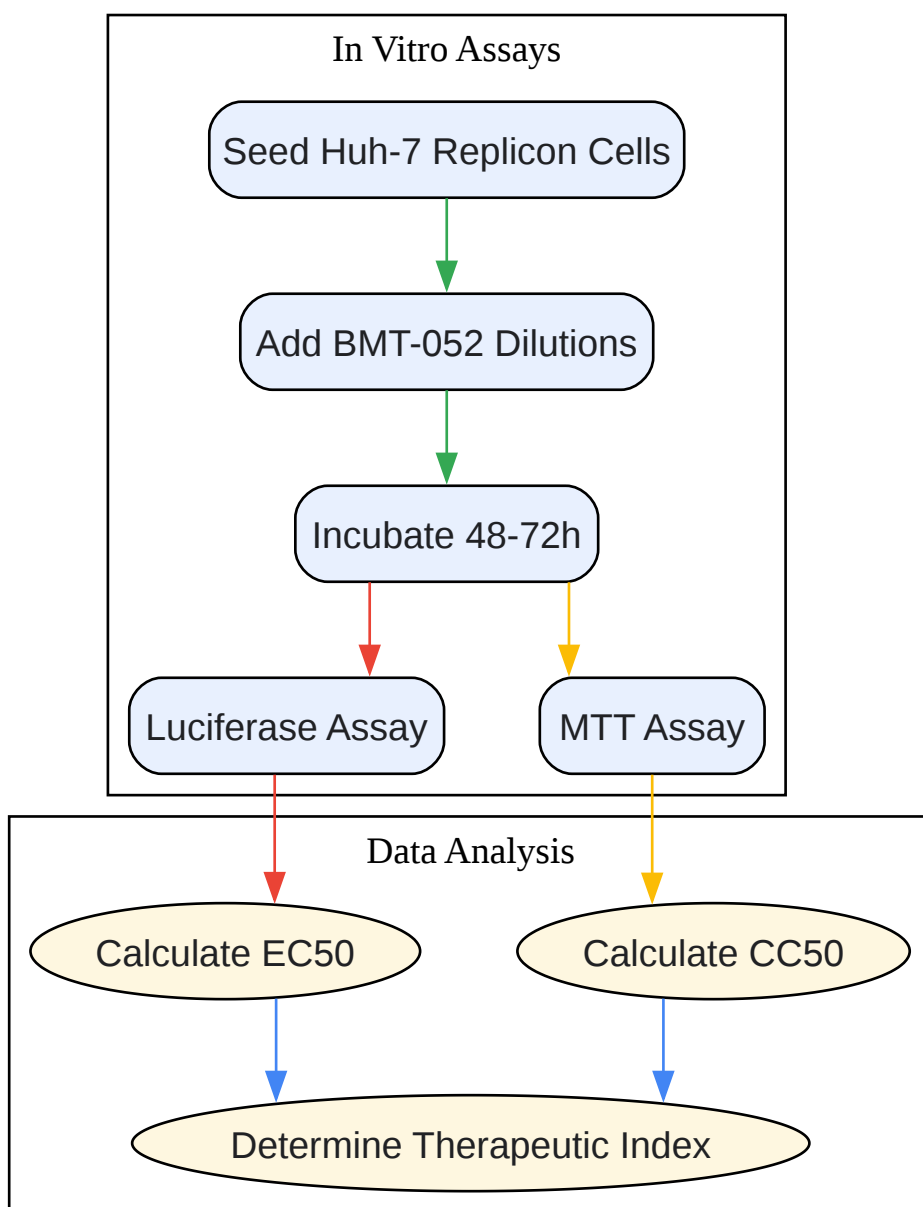 In Vitro Assays
Seed Huh-7 Replicon Cells
Add BMT-052 Dilutions
Incubate 48-72h
Luciferase Assay
MTT Assay
Data Analysis
Calculate EC50
Calculate CC50
Determine Therapeutic Index